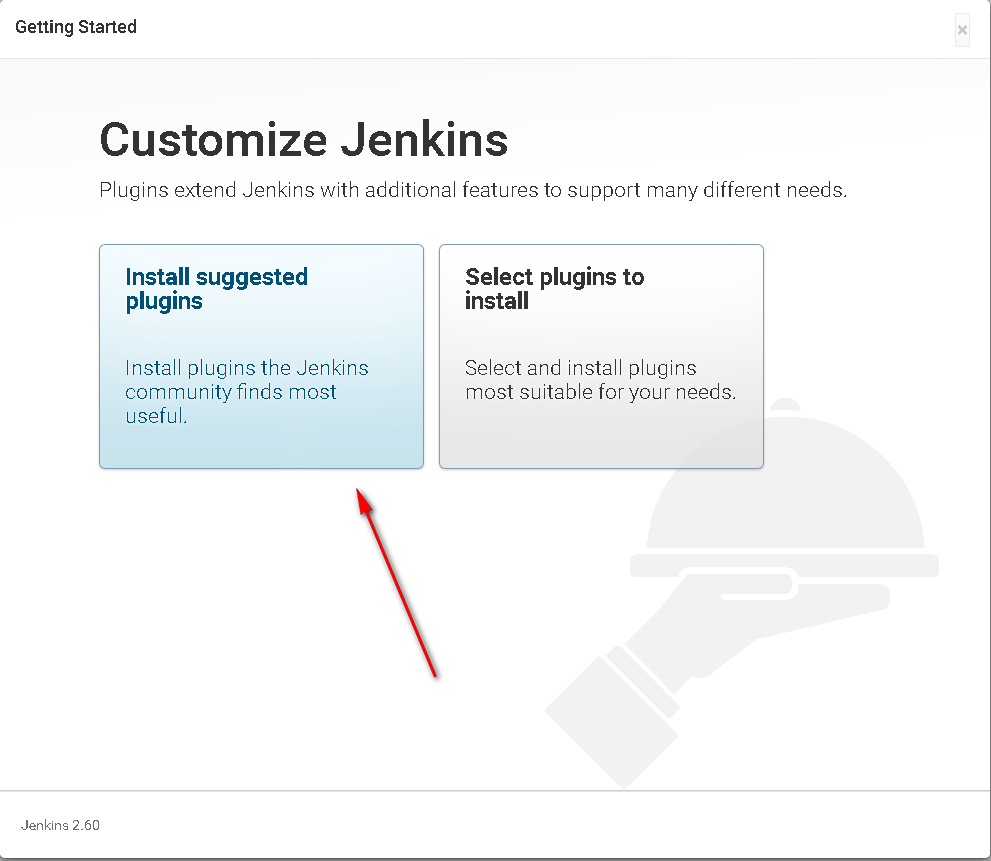 Getting Started
×
Customize Jenkins
Plugins extend Jenkins with additional features to support many different needs.
Install suggested
plugins
Install plugins the Jenkins
community finds most
useful.
Select plugins to
install
Select and install plugins
most suitable for your needs.
Jenkins 2.60